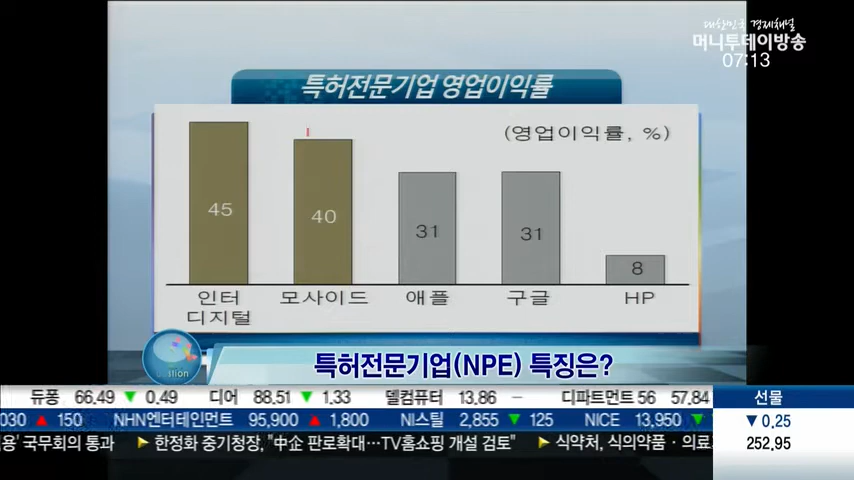 대한민국 경제채널
머니투데이방송
07:13
특허전문기업 영업이익률
(영업이익률, %)
45
40
31
31
8
인터
디지털
모사이드
애플
구글
HP
특허전문기업(NPE) 특징은?
듀퐁 66.49 ▼ 0.49 디어 88.51 ▼ 1.33 델컴퓨터 13.86 － 디파트먼트 56 57.84
선물
030 ▲ 150 NHN엔터테인먼트 95,900 ▲ 1,800 NI스틸 2,855 ▼ 125 NICE 13,950 ▼
▼ 0.25
국무회의 통과 ▶ 한정화 중기청장, "中企 판로확대…TV홈쇼핑 개설 검토" ▶ 식약처, 식의약품·의료
252.95